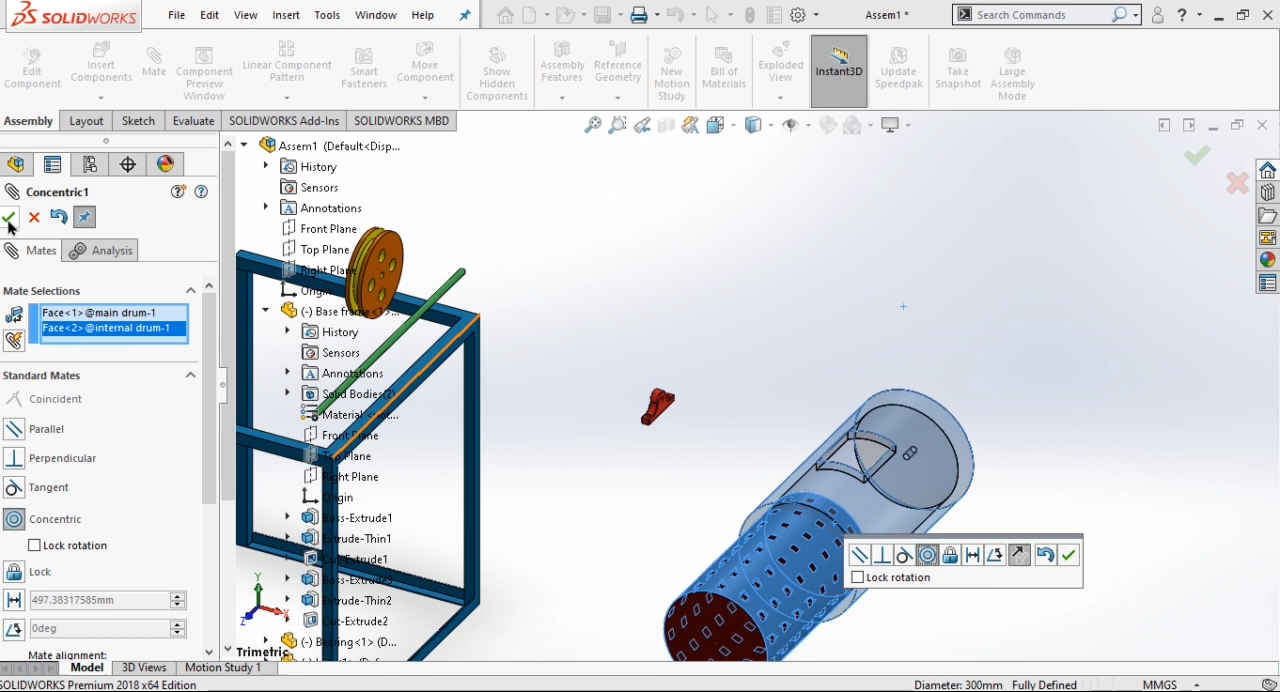 SOLIDWORKS File Edit View Insert Tools Window Help Assem1 * Search Commands ?
Edit Component
Insert Components
Mate
Component Preview Window
Linear Component Pattern
Smart Fasteners
Move Component
Show Hidden Components
Assembly Features
Reference Geometry
New Motion Study
Bill of Materials
Exploded View
Instant3D
Update Speedpak
Take Snapshot
Large Assembly Mode
Assembly Layout Sketch Evaluate SOLIDWORKS Add-Ins SOLIDWORKS MBD
Concentric1
Mates Analysis
Mate Selections
Face<1>@main drum-1
Face<2>@internal drum-1
Standard Mates
Coincident
Parallel
Perpendicular
Tangent
Concentric
Lock rotation
Lock
497.38317585mm
0deg
Mate alignment:
Assem1 (Default<Disp...
History
Sensors
Annotations
Front Plane
Top Plane
Right Plane
Origin
(-) Base frame <1>...
History
Sensors
Annotations
Solid Bodies(2)
Material <not...
Front Plane
Top Plane
Right Plane
Origin
Boss-Extrude1
Extrude-Thin1
Cut-Extrude1
Extrude-Thin2
Cut-Extrude2
(-) Berring<1> (D...
Y
X
Z
*Trimetric
Lock rotation
Model 3D Views Motion Study 1
SOLIDWORKS Premium 2018 x64 Edition Diameter: 300mm Fully Defined MMGS